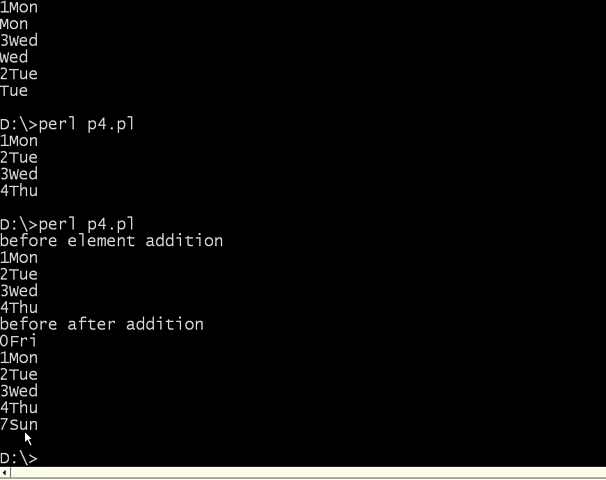 1Mon
Mon
3Wed
Wed
2Tue
Tue
D:\>perl p4.pl
1Mon
2Tue
3Wed
4Thu
D:\>perl p4.pl
before element addition
1Mon
2Tue
3Wed
4Thu
before after addition
0Fri
1Mon
2Tue
3Wed
4Thu
7Sun
D:\>